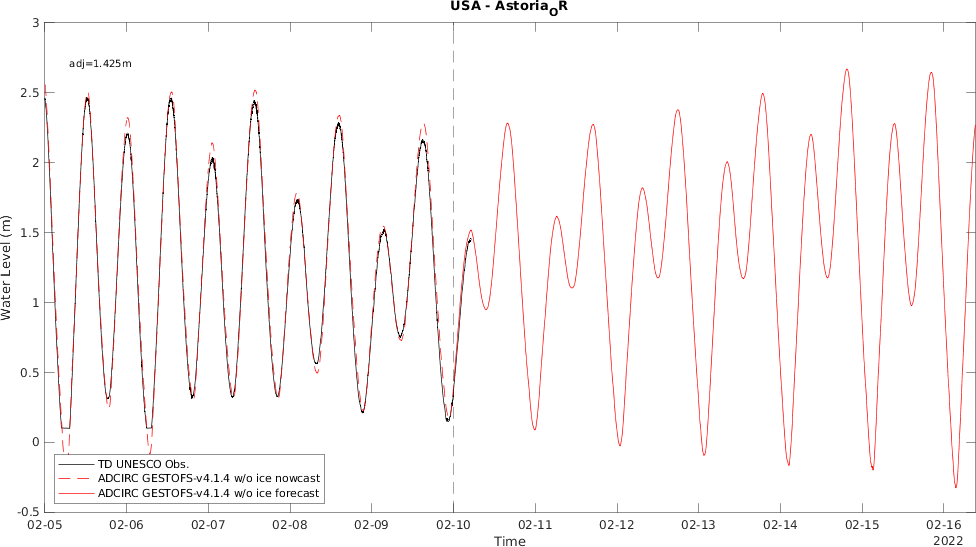 USA - AstoriaOR
3
adj=1.425m
2.5
2
1.5
Water Level (m)
1
0.5
0
TD UNESCO Obs.
ADCIRC GESTOFS-v4.1.4 w/o ice nowcast
ADCIRC GESTOFS-v4.1.4 w/o ice forecast
-0.5
02-05 02-06 02-07 02-08 02-09 02-10 02-11 02-12 02-13 02-14 02-15 02-16
Time 2022